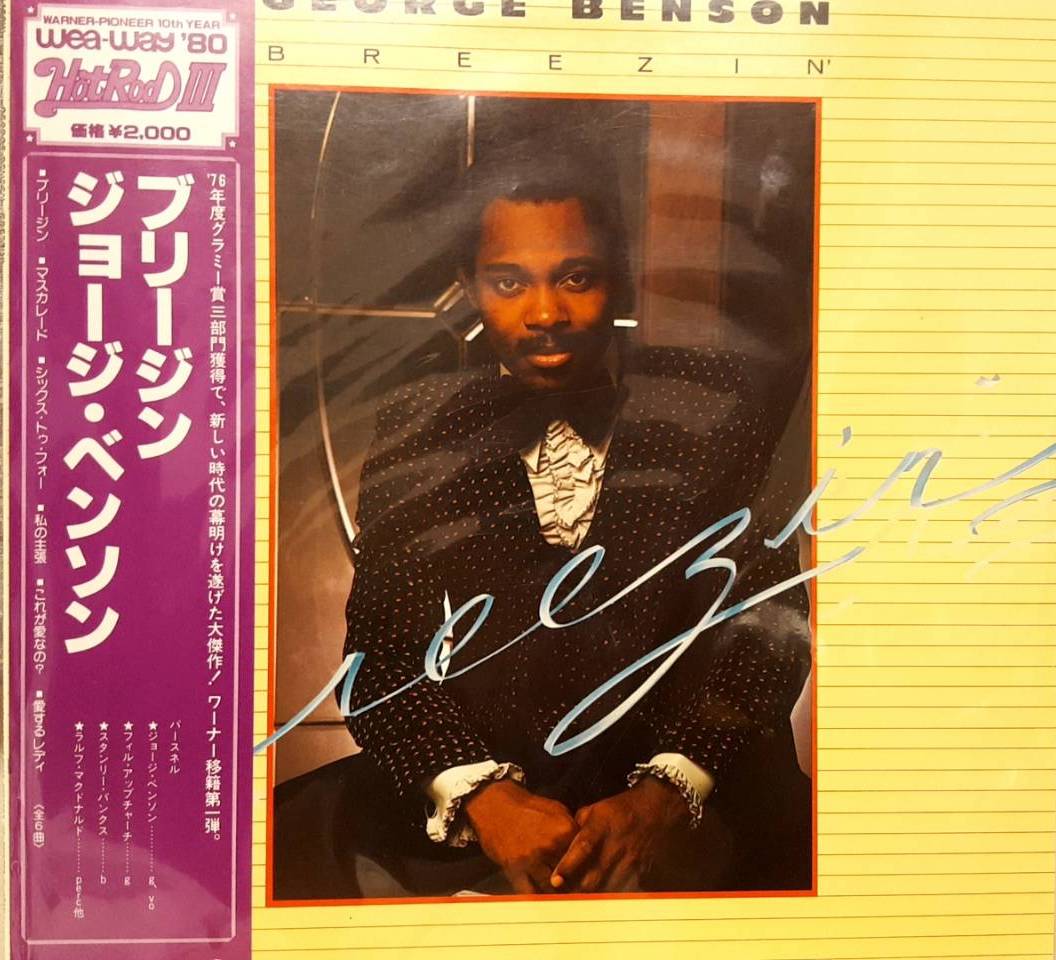 GEORGE BENSON
BREEZIN'
WARNER-PIONEER 10th YEAR
wea-way '80
Hot Rod III
価格 ¥2,000
'76年度グラミー賞三部門獲得で、新しい時代の幕明けを遂げた大傑作！ ワーナー移籍第一弾。
ブリージン
ジョージ・ベンソン
■ブリージン ■マスカレード ■シックス・トゥ・フォー ■私の主張 ■これが愛なの? ■愛するレディ 〈全6曲〉
パースネル
★ジョージ・ベンソン………g、vo
★フィル・アップチャーチ………g
★スタンリー・バンクス………b
★ラルフ・マクドナルド………perc他
reezin'